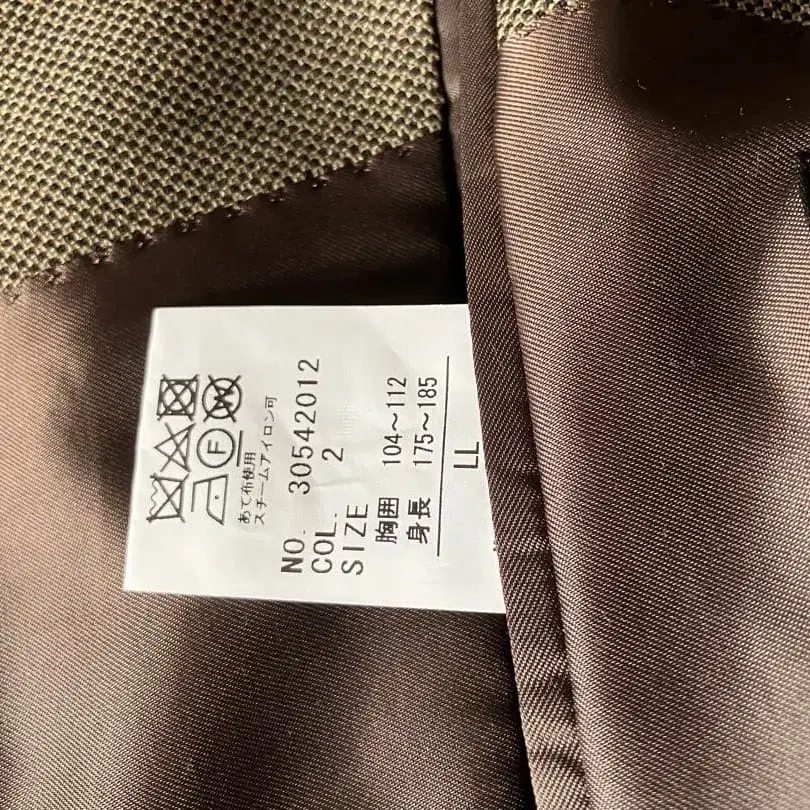 F W
あて布使用
スチームアイロン可
NO. 30542012
COL. 2
SIZE
胸囲 104~112
身長 175~185
LL